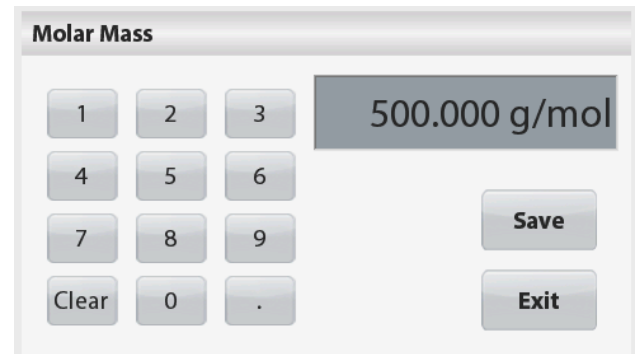 Molar Mass
500.000 g/mol
1 2 3
4 5 6
7 8 9
Clear 0 .
Save
Exit